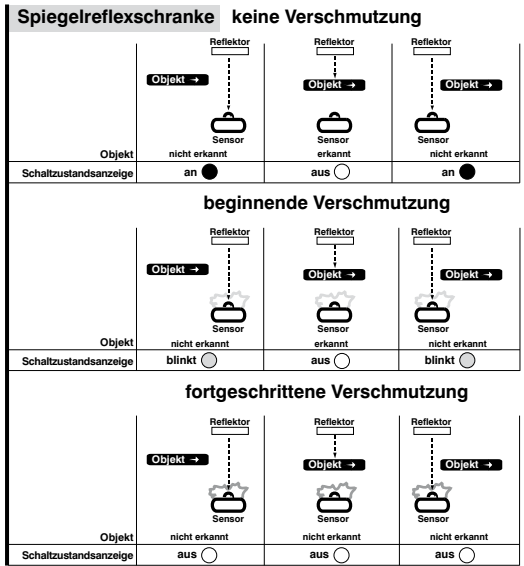 Spiegelreflexschranke keine Verschmutzung
Reflektor Reflektor Reflektor
Objekt → Objekt → Objekt →
Sensor Sensor Sensor
Objekt nicht erkannt erkannt nicht erkannt
Schaltzustandsanzeige an aus an
beginnende Verschmutzung
Reflektor Reflektor Reflektor
Objekt → Objekt → Objekt →
Sensor Sensor Sensor
Objekt nicht erkannt erkannt nicht erkannt
Schaltzustandsanzeige blinkt aus blinkt
fortgeschrittene Verschmutzung
Reflektor Reflektor Reflektor
Objekt → Objekt → Objekt →
Sensor Sensor Sensor
Objekt nicht erkannt nicht erkannt nicht erkannt
Schaltzustandsanzeige aus aus aus